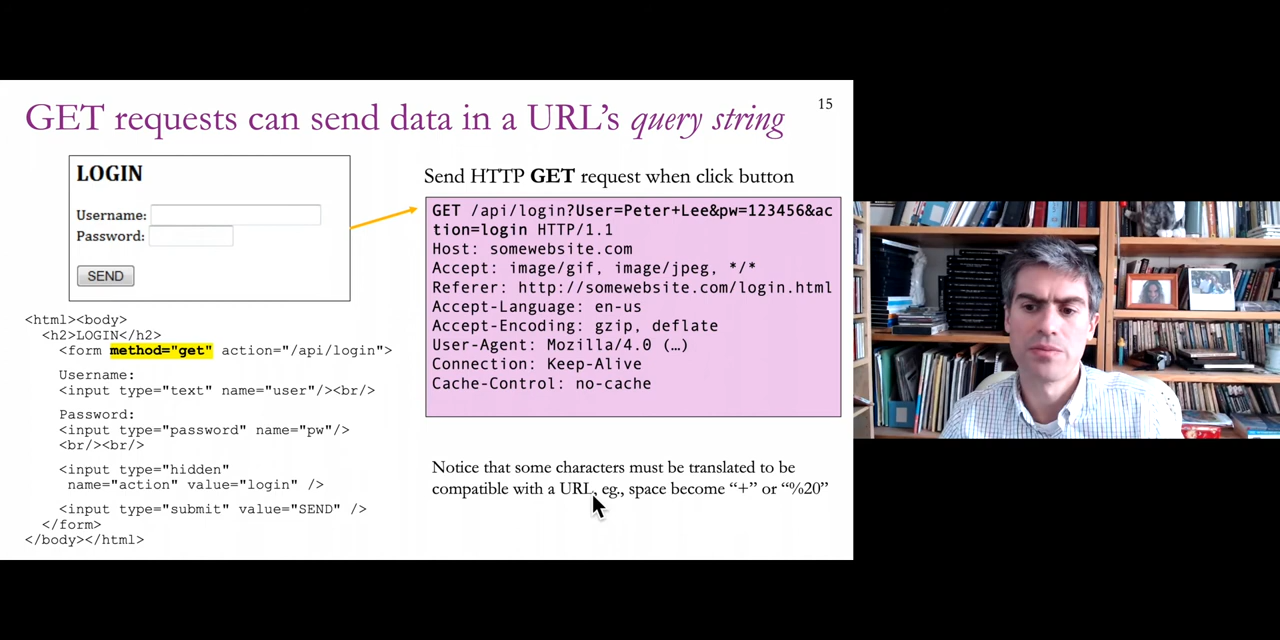 15
GET requests can send data in a URL's query string
LOGIN
Username:
Password:
SEND
<html><body>
<h2>LOGIN</h2>
<form method="get" action="/api/login">
Username:
<input type="text" name="user"/><br/>
Password:
<input type="password" name="pw"/>
<br/><br/>
<input type="hidden"
name="action" value="login" />
<input type="submit" value="SEND" />
</form>
</body></html>
Send HTTP GET request when click button
GET /api/login?User=Peter+Lee&pw=123456&ac
tion=login HTTP/1.1
Host: somewebsite.com
Accept: image/gif, image/jpeg, */*
Referer: http://somewebsite.com/login.html
Accept-Language: en-us
Accept-Encoding: gzip, deflate
User-Agent: Mozilla/4.0 (…)
Connection: Keep-Alive
Cache-Control: no-cache
Notice that some characters must be translated to be
compatible with a URL, eg., space become “+” or “%20”